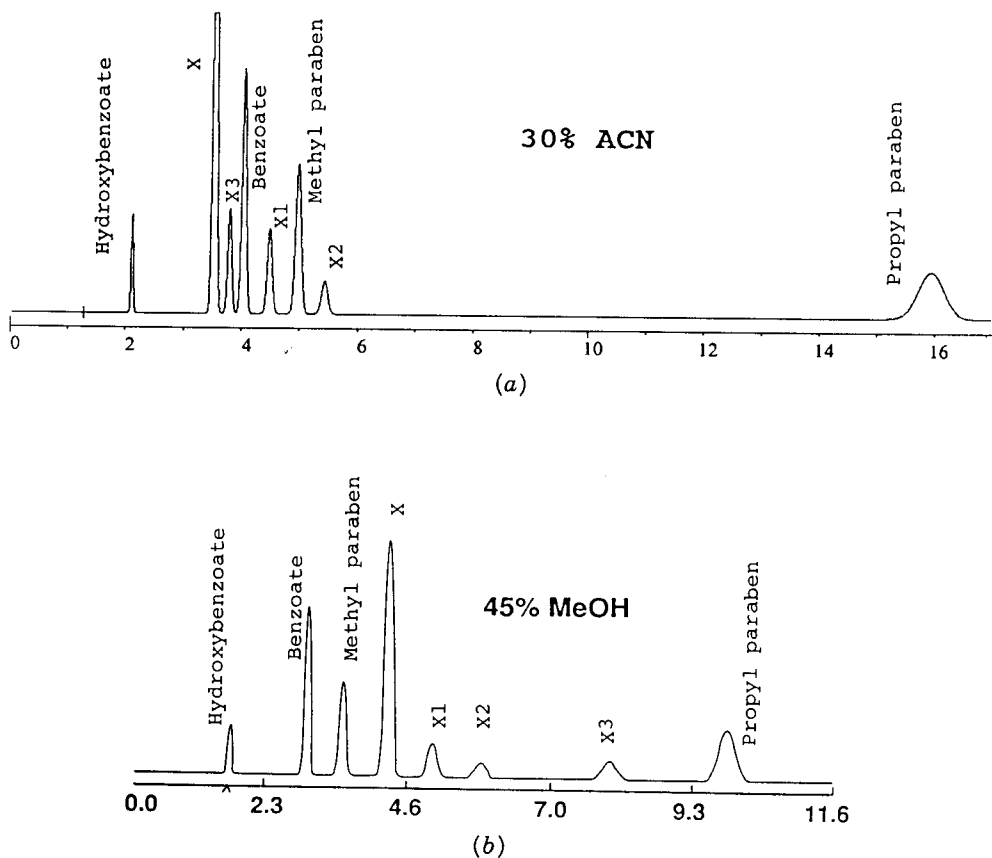 Hydroxybenzoate
X
X3
Benzoate
X1
Methyl paraben
X2
30% ACN
Propyl paraben
0 2 4 6 8 10 12 14 16
(a)
Hydroxybenzoate
Benzoate
Methyl paraben
X
45% MeOH
X1
X2
X3
Propyl paraben
0.0 2.3 4.6 7.0 9.3 11.6
(b)